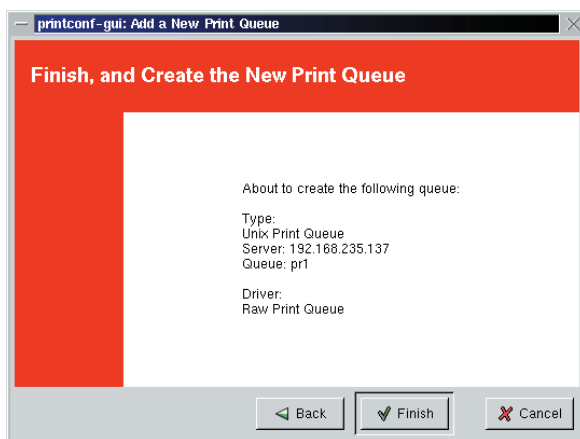 printconf-gui: Add a New Print Queue
Finish, and Create the New Print Queue
About to create the following queue:
Type:
Unix Print Queue
Server: 192.168.235.137
Queue: pr1
Driver:
Raw Print Queue
Back Finish Cancel